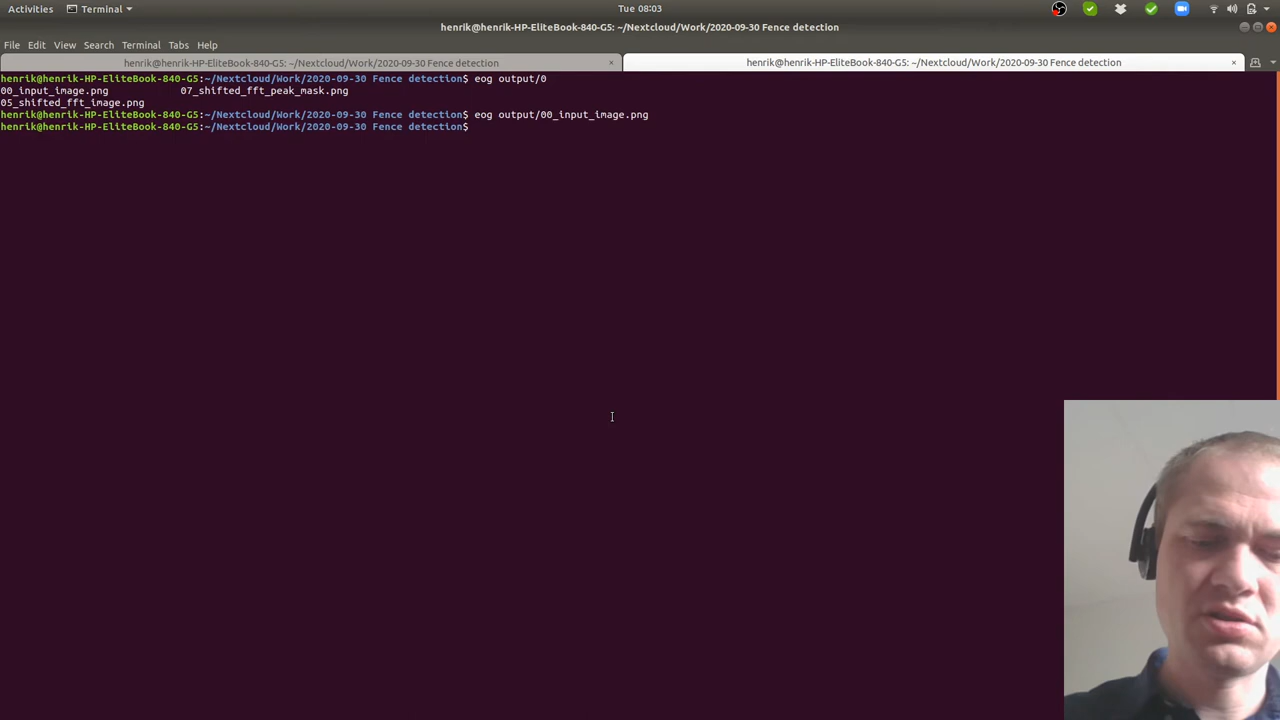 Activities Terminal Tue 08:03
henrik@henrik-HP-EliteBook-840-G5: ~/Nextcloud/Work/2020-09-30 Fence detection
File Edit View Search Terminal Tabs Help
henrik@henrik-HP-EliteBook-840-G5: ~/Nextcloud/Work/2020-09-30 Fence detection × henrik@henrik-HP-EliteBook-840-G5: ~/Nextcloud/Work/2020-09-30 Fence detection ×
henrik@henrik-HP-EliteBook-840-G5:~/Nextcloud/Work/2020-09-30 Fence detection$ eog output/0
00_input_image.png 07_shifted_fft_peak_mask.png
05_shifted_fft_image.png
henrik@henrik-HP-EliteBook-840-G5:~/Nextcloud/Work/2020-09-30 Fence detection$ eog output/00_input_image.png
henrik@henrik-HP-EliteBook-840-G5:~/Nextcloud/Work/2020-09-30 Fence detection$